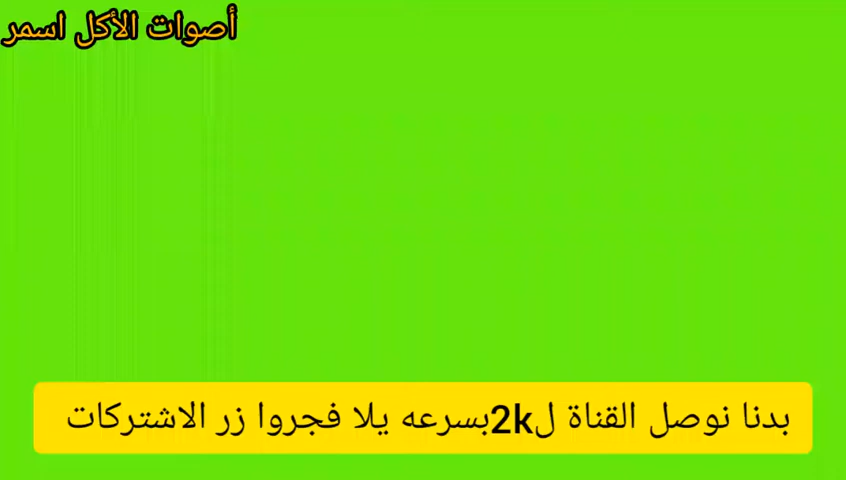 أصوات الأكل اسمر
بدنا نوصل القناة ل2kبسرعه يلا فجروا زر الاشتركات